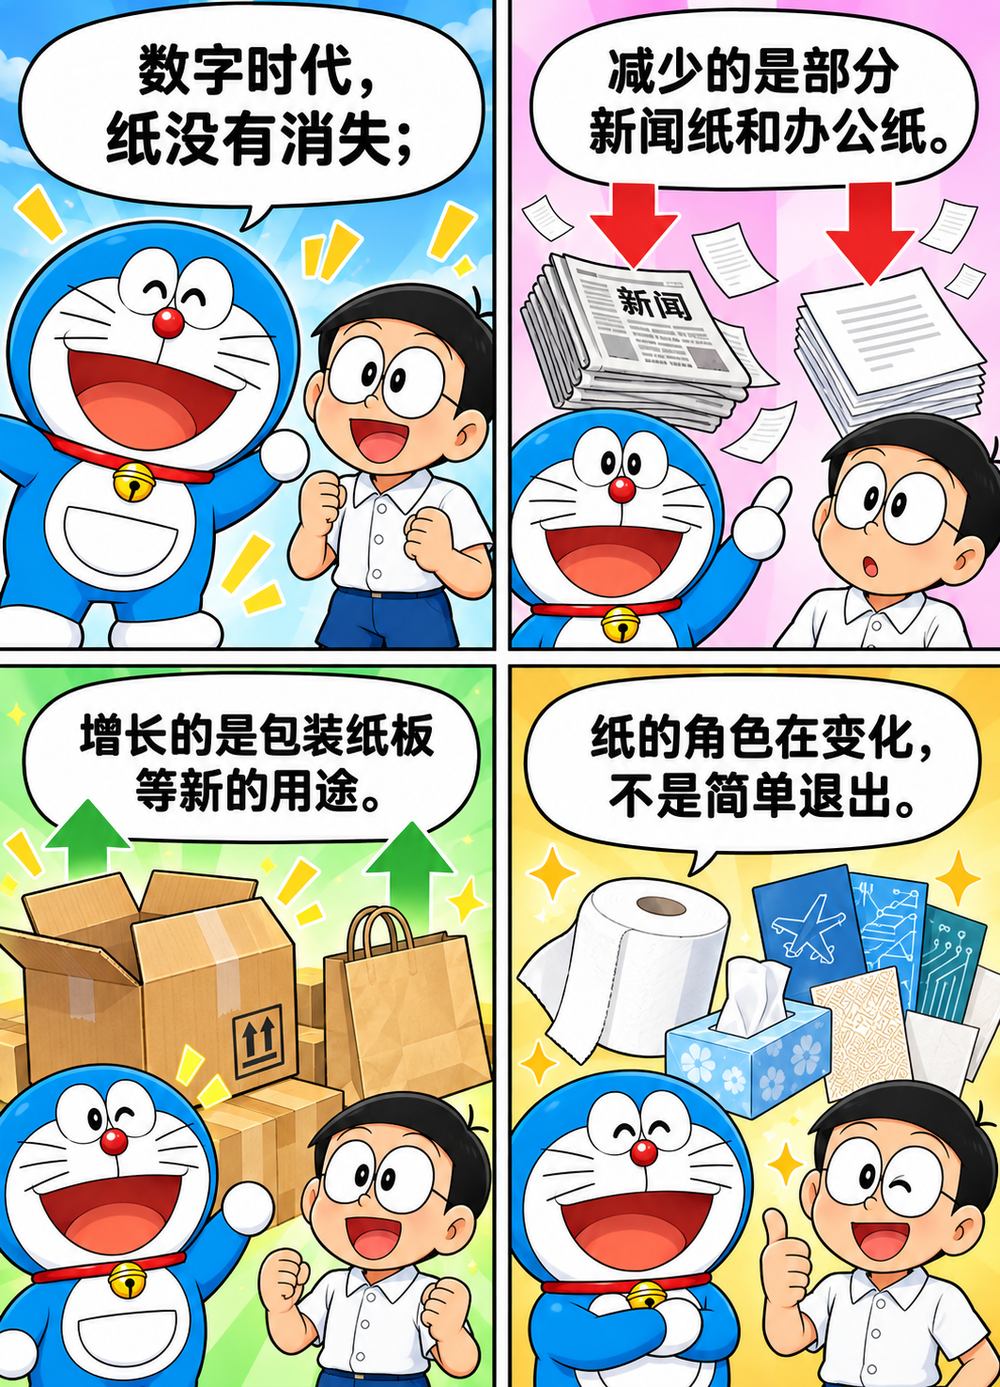 数字时代，
纸没有消失；
减少的是部分
新闻纸和办公纸。
新闻
增长的是包装纸板
等新的用途。
纸的角色在变化，
不是简单退出。